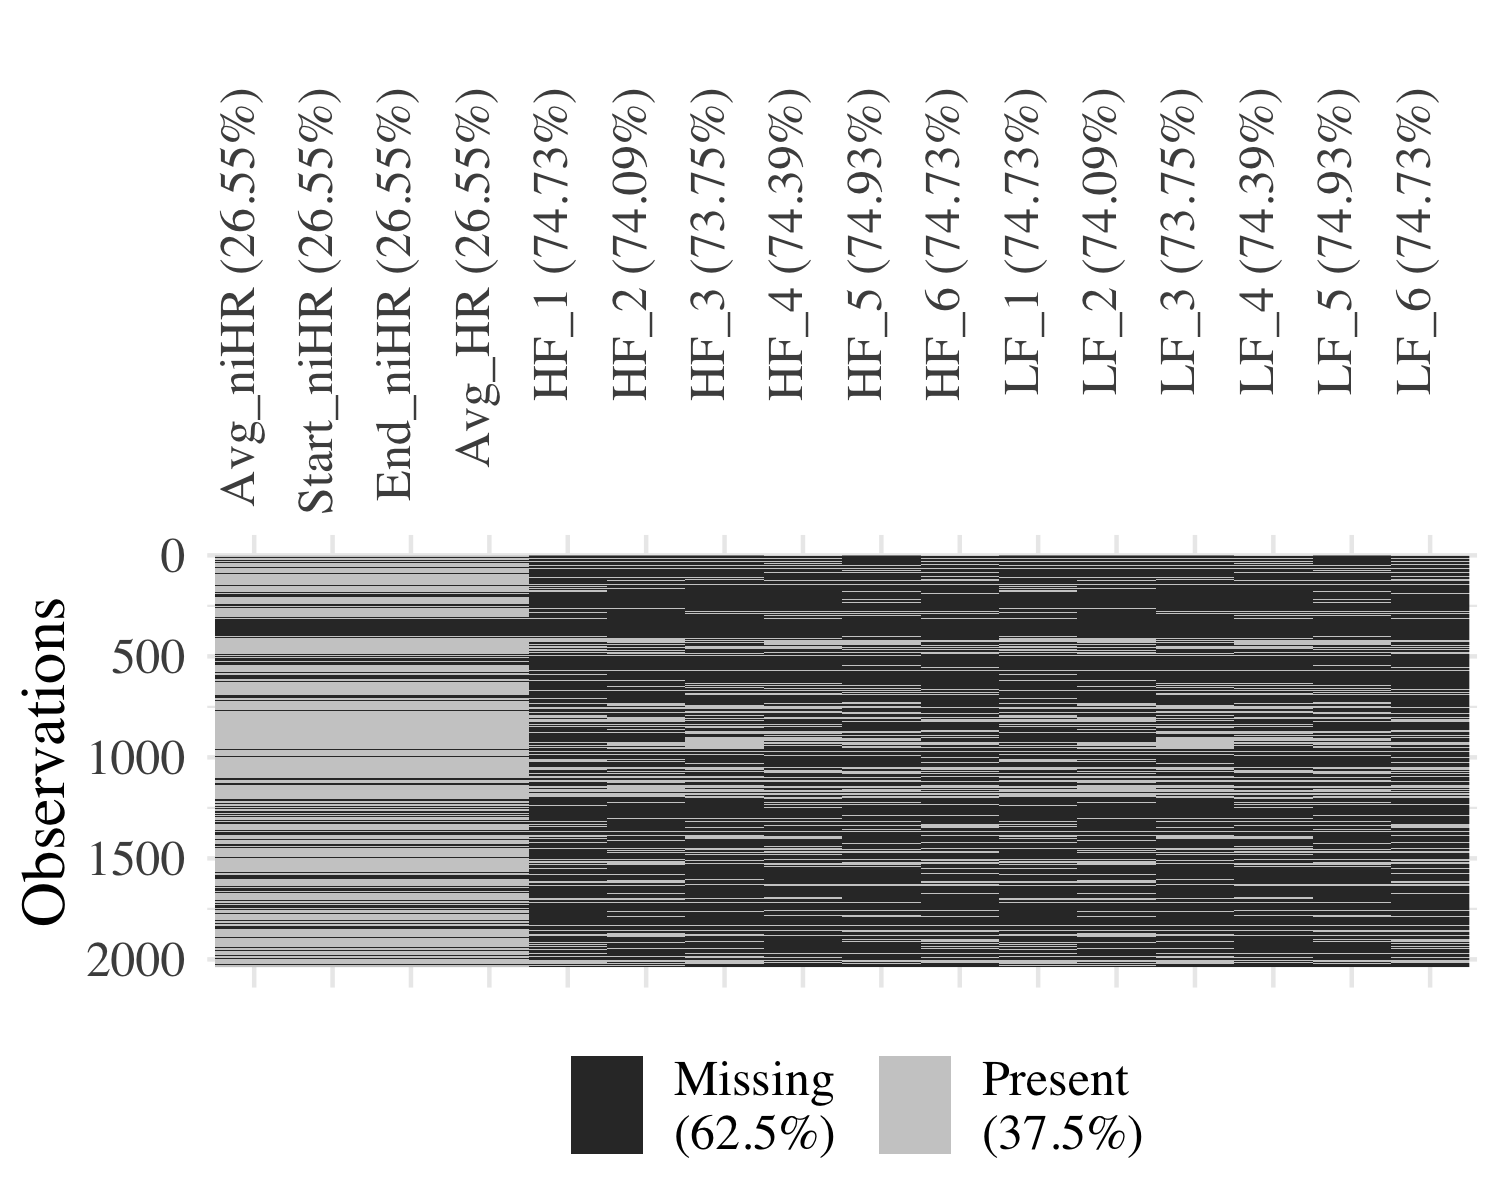 Avg_niHR (26.55%)
Start_niHR (26.55%)
End_niHR (26.55%)
Avg_HR (26.55%)
HF_1 (74.73%)
HF_2 (74.09%)
HF_3 (73.75%)
HF_4 (74.39%)
HF_5 (74.93%)
HF_6 (74.73%)
LF_1 (74.73%)
LF_2 (74.09%)
LF_3 (73.75%)
LF_4 (74.39%)
LF_5 (74.93%)
LF_6 (74.73%)
Observations
0
500
1000
1500
2000
Missing
(62.5%)
Present
(37.5%)